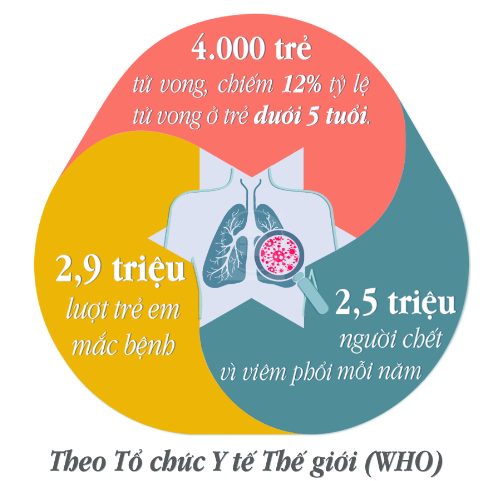 4.000 trẻ
tử vong, chiếm 12% tỷ lệ
tử vong ở trẻ dưới 5 tuổi.
2,9 triệu
lượt trẻ em
mắc bệnh
2,5 triệu
người chết
vì viêm phổi mỗi năm
Theo Tổ chức Y tế Thế giới (WHO)